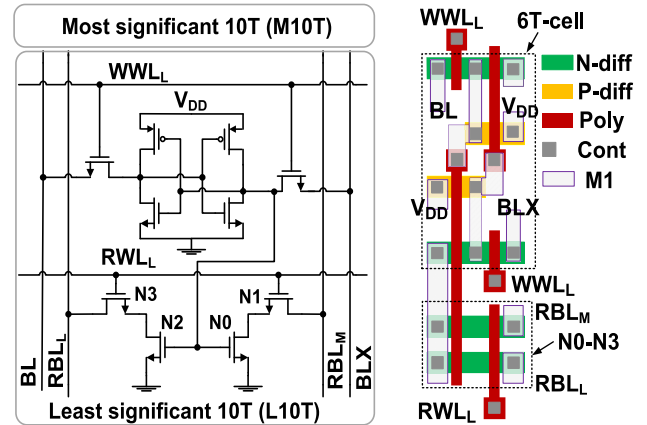 Most significant 10T (M10T)
WWL_L
V_DD
RWL_L
N3
N1
N2
N0
BL
RBL_L
RBL_M
BLX
Least significant 10T (L10T)
WWL_L
6T-cell
BL
V_DD
V_DD
BLX
WWL_L
RBL_M
N0-N3
RBL_L
RWL_L
N-diff
P-diff
Poly
Cont
M1